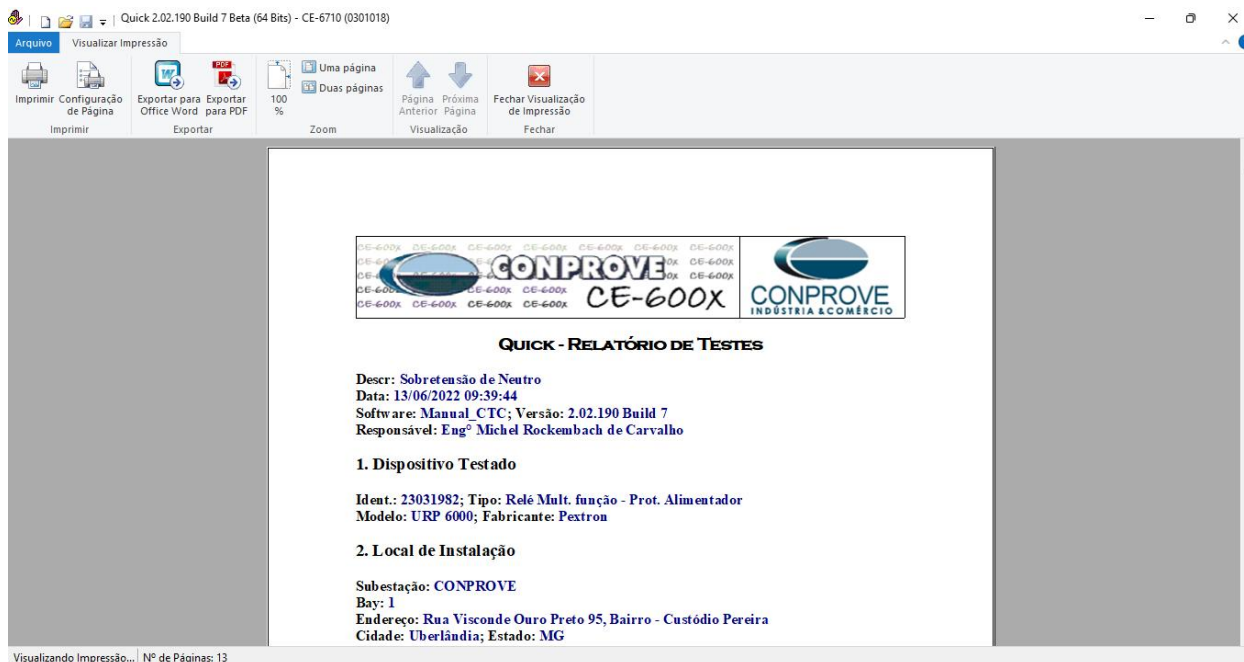 Quick 2.02.190 Build 7 Beta (64 Bits) - CE-6710 (0301018)
Arquivo Visualizar Impressão
Imprimir
Configuração de Página
Exportar para Office Word
Exportar para PDF
100 %
Uma página
Duas páginas
Página Anterior
Próxima Página
Fechar Visualização de Impressão
Imprimir Exportar Zoom Visualização Fechar
CONPROVE
CE-600X
CONPROVE
INDÚSTRIA & COMÉRCIO
QUICK - RELATÓRIO DE TESTES
Descr: Sobretensão de Neutro
Data: 13/06/2022 09:39:44
Software: Manual_CTC; Versão: 2.02.190 Build 7
Responsável: Eng° Michel Rockembach de Carvalho
1. Dispositivo Testado
Ident.: 23031982; Tipo: Relé Mult. função - Prot. Alimentador
Modelo: URP 6000; Fabricante: Pextron
2. Local de Instalação
Subestação: CONPROVE
Bay: 1
Endereço: Rua Visconde Ouro Preto 95, Bairro - Custódio Pereira
Cidade: Uberlândia; Estado: MG
Visualizando Impressão... Nº de Páginas: 13